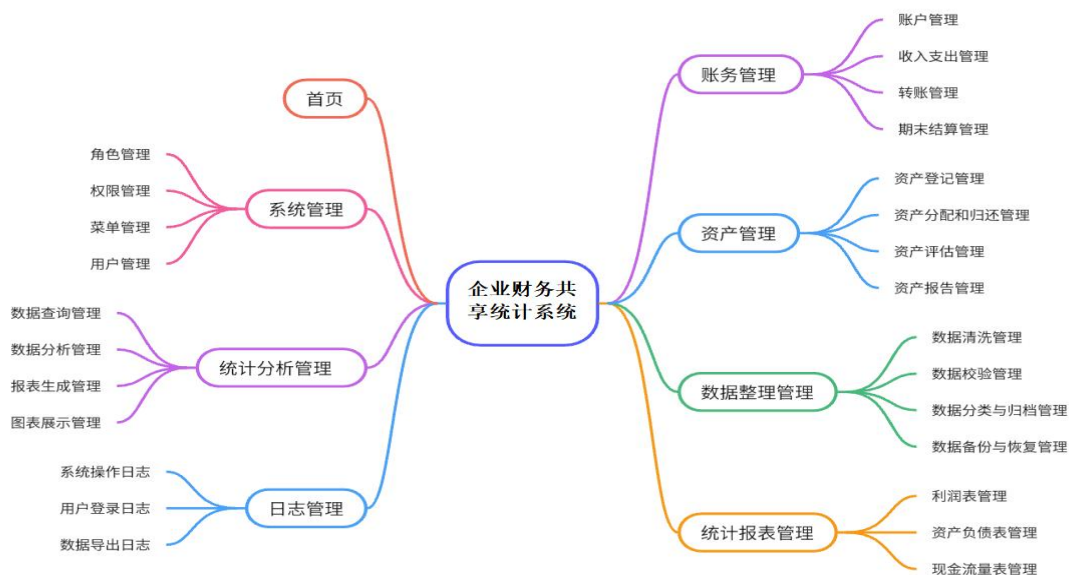 企业财务共
享统计系统
首页
系统管理
角色管理
权限管理
菜单管理
用户管理
统计分析管理
数据查询管理
数据分析管理
报表生成管理
图表展示管理
日志管理
系统操作日志
用户登录日志
数据导出日志
账务管理
账户管理
收入支出管理
转账管理
期末结算管理
资产管理
资产登记管理
资产分配和归还管理
资产评估管理
资产报告管理
数据整理管理
数据清洗管理
数据校验管理
数据分类与归档管理
数据备份与恢复管理
统计报表管理
利润表管理
资产负债表管理
现金流量表管理